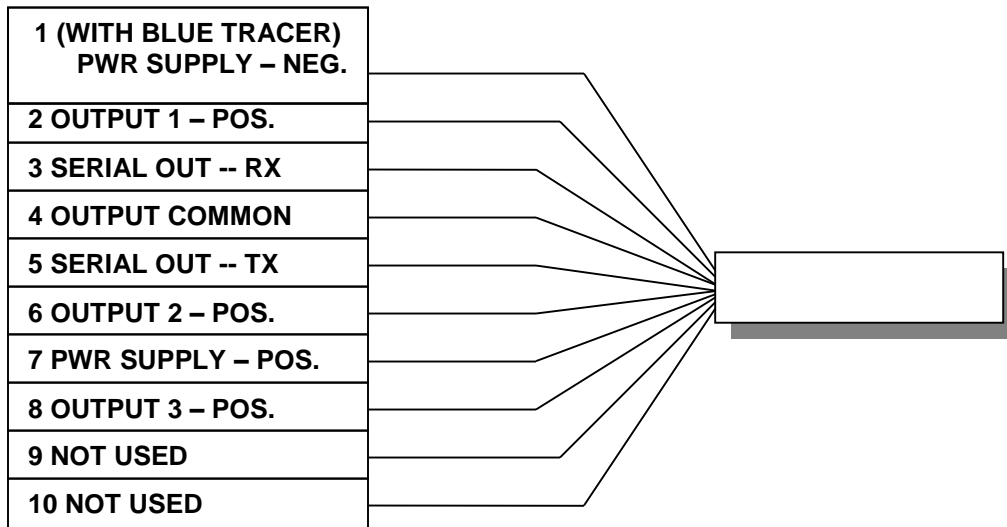 1 (WITH BLUE TRACER)
PWR SUPPLY – NEG.
2 OUTPUT 1 – POS.
3 SERIAL OUT -- RX
4 OUTPUT COMMON
5 SERIAL OUT -- TX
6 OUTPUT 2 – POS.
7 PWR SUPPLY – POS.
8 OUTPUT 3 – POS.
9 NOT USED
10 NOT USED